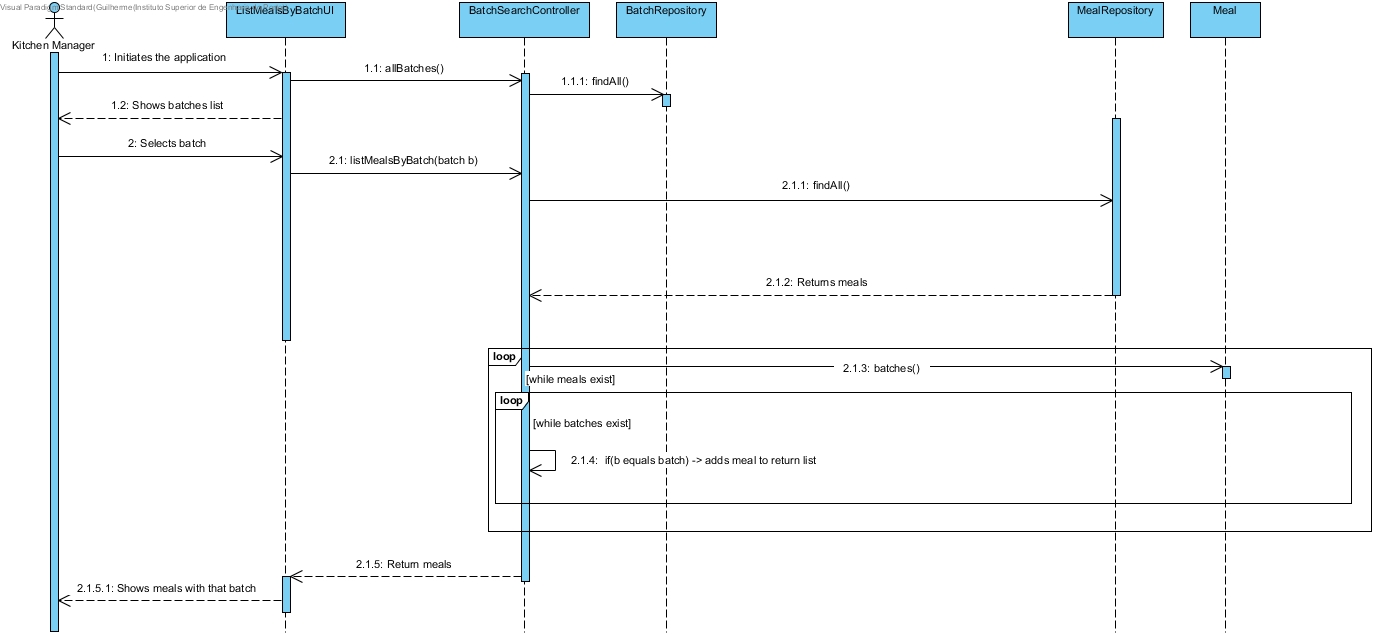 Visual Paradigm Standard(Guilherme(Instituto Superior de Enge
ListMealsByBatchUI
BatchSearchController
BatchRepository
MealRepository
Meal
Kitchen Manager
1: Initiates the application
1.1: allBatches()
1.1.1: findAll()
1.2: Shows batches list
2: Selects batch
2.1: listMealsByBatch(batch b)
2.1.1: findAll()
2.1.2: Returns meals
loop
2.1.3: batches()
[while meals exist]
loop
[while batches exist]
2.1.4: if(b equals batch) -> adds meal to return list
2.1.5: Return meals
2.1.5.1: Shows meals with that batch